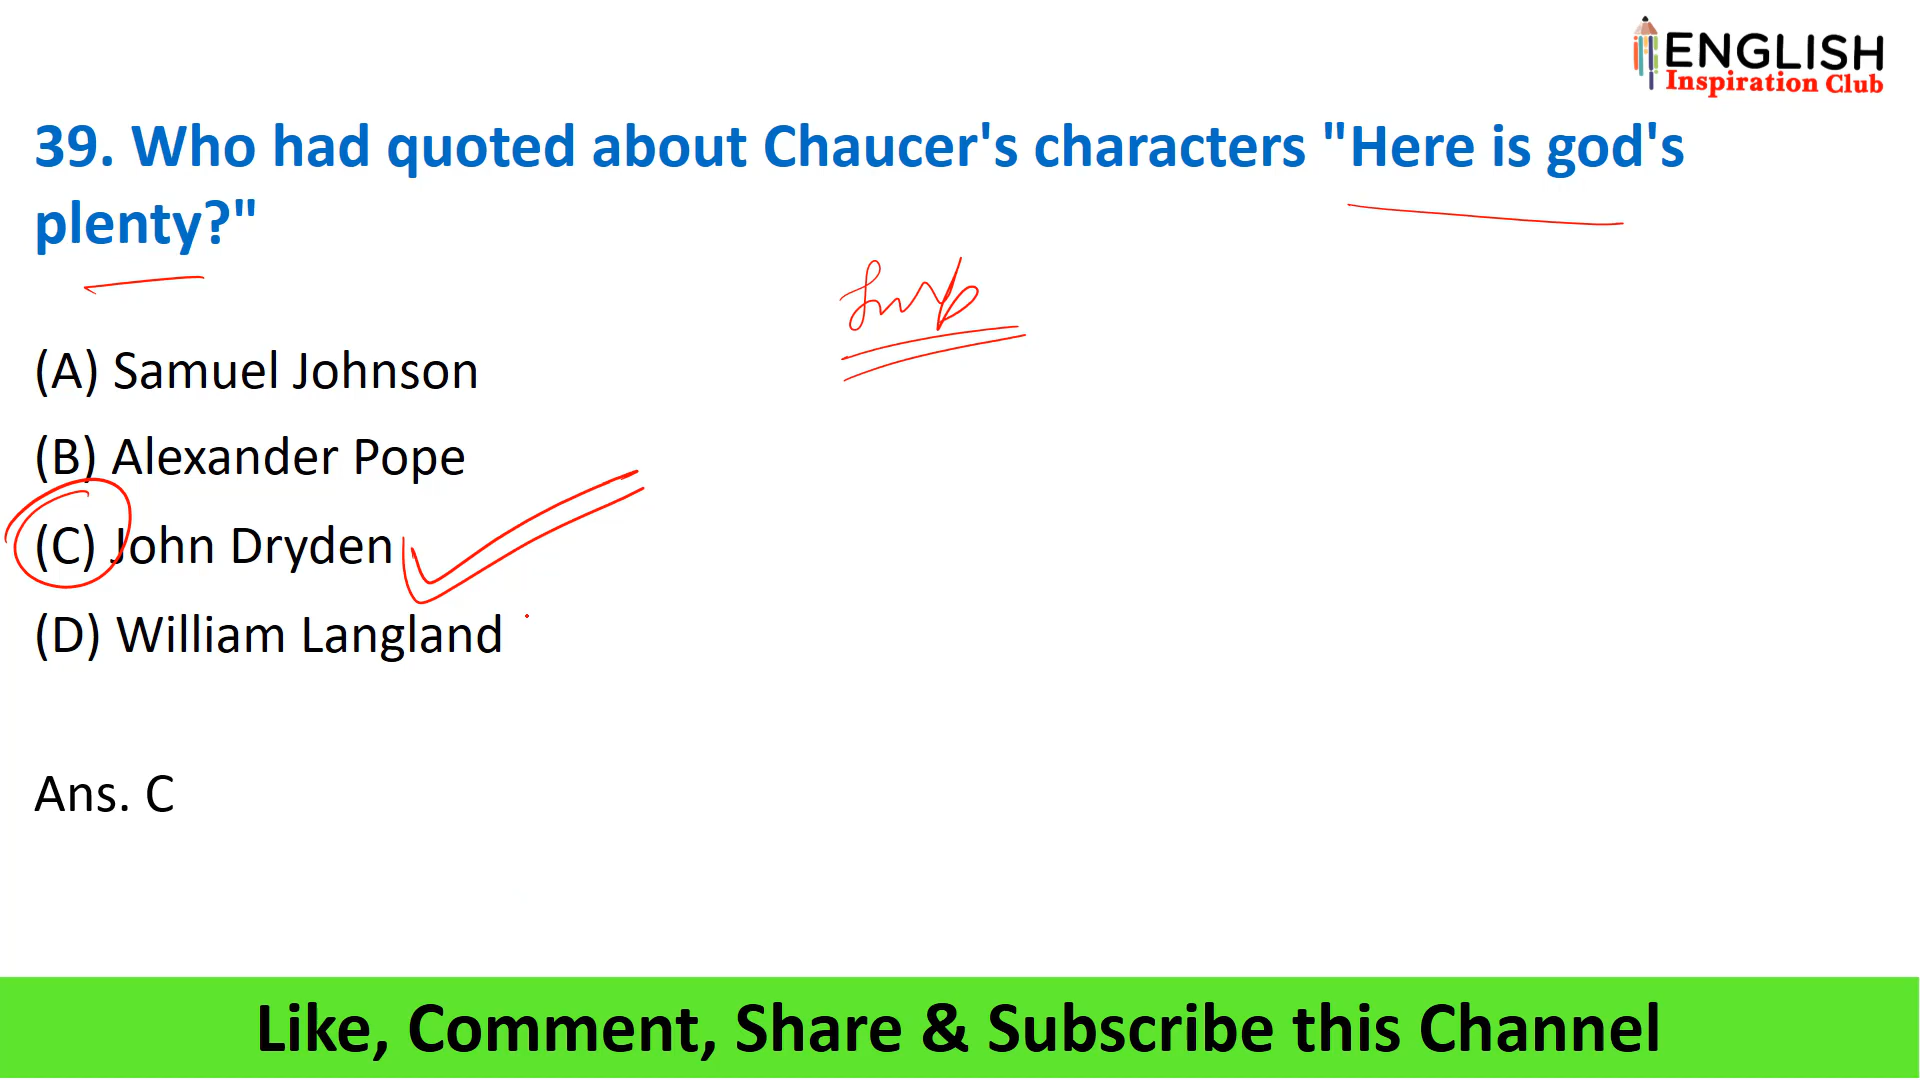 ENGLISH
Inspiration Club
39. Who had quoted about Chaucer's characters "Here is god's
plenty?"
Imp
(A) Samuel Johnson
(B) Alexander Pope
(C) John Dryden
(D) William Langland
Ans. C
Like, Comment, Share & Subscribe this Channel